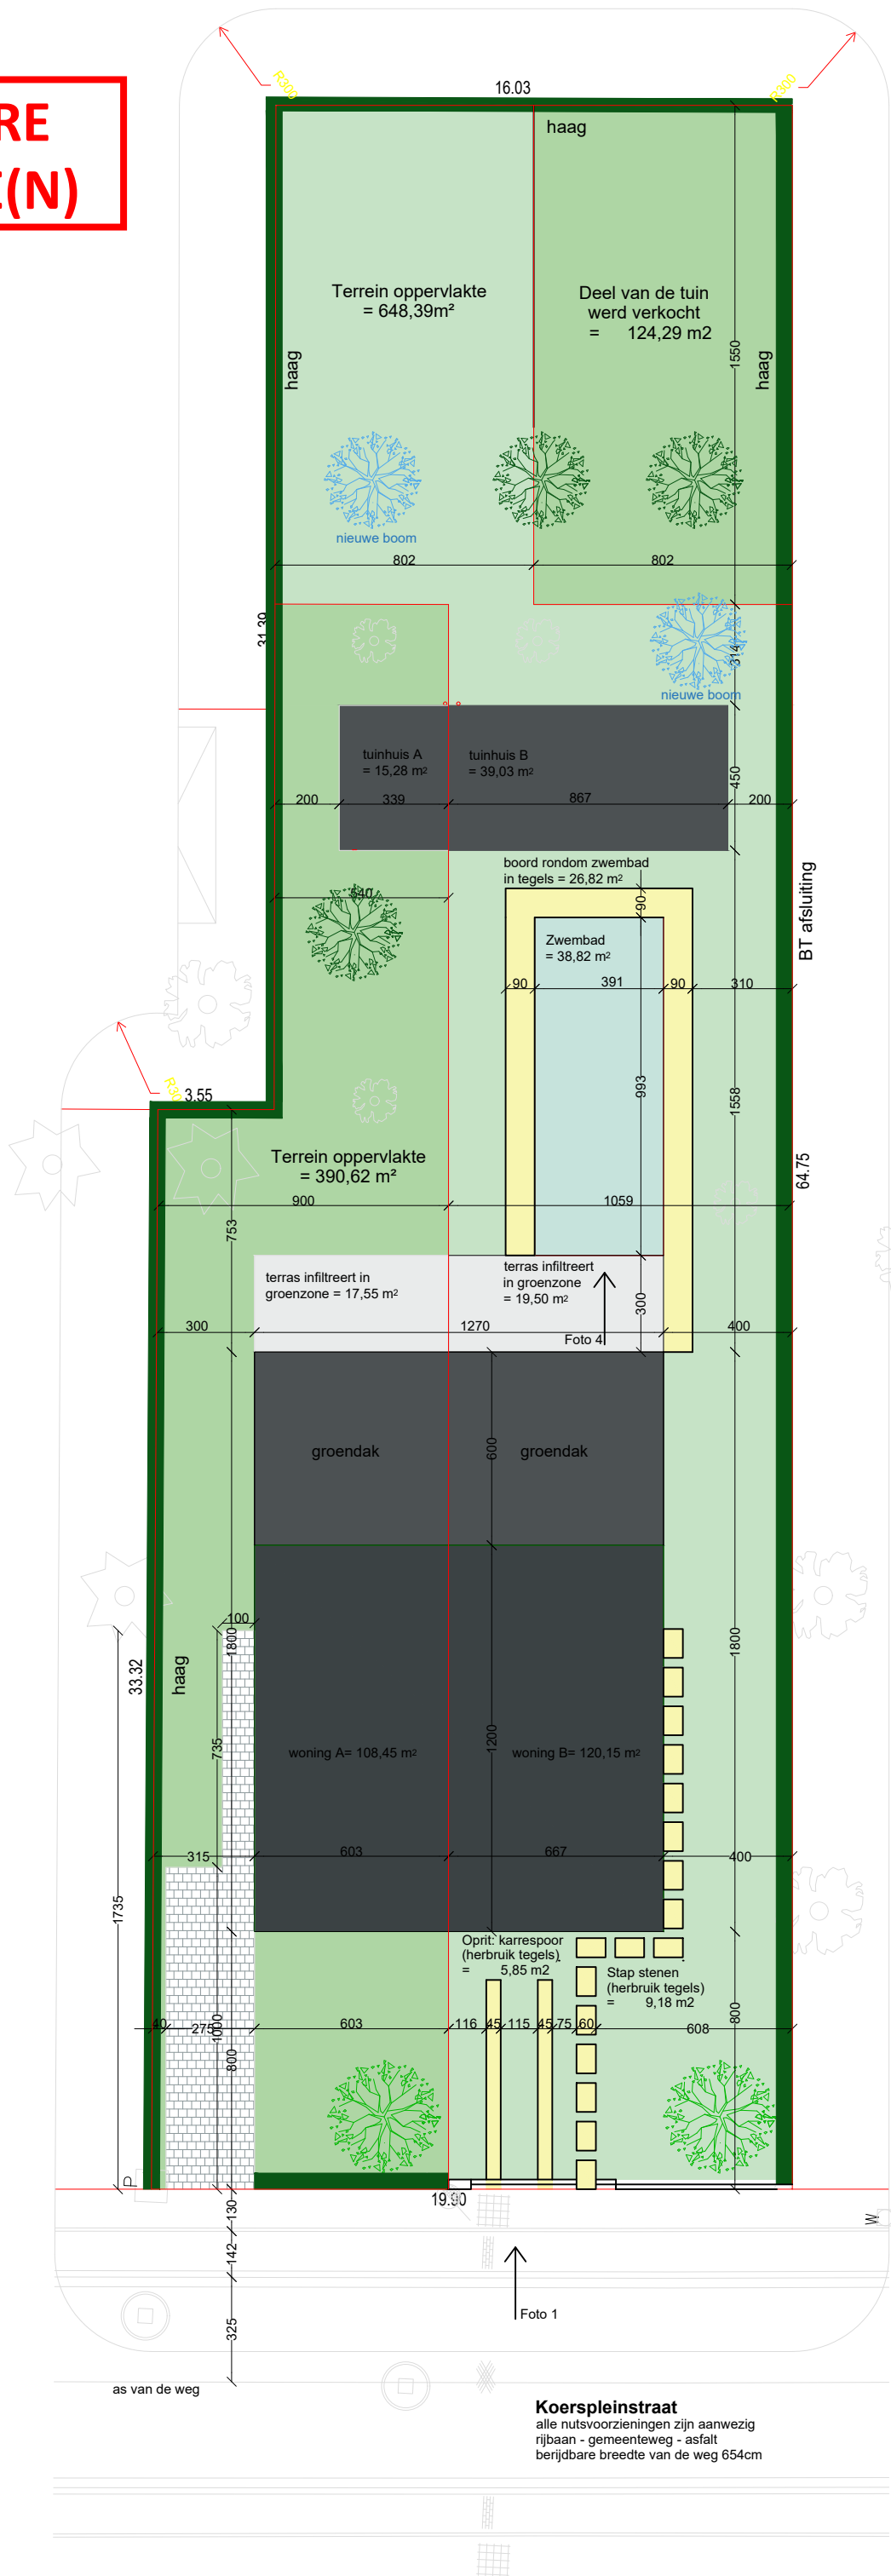 RE
(N)
R300
16.03
R300
haag
Terrein oppervlakte
= 648,39m²
Deel van de tuin
werd verkocht
= 124,29 m2
haag
1550
haag
nieuwe boom
802
802
31.39
314
nieuwe boom
tuinhuis A
= 15,28 m²
tuinhuis B
= 39,03 m²
450
200
339
867
200
boord rondom zwembad
in tegels = 26,82 m²
540
90
BT afsluiting
Zwembad
= 38,82 m²
90
391
90
310
993
1558
3.55
Terrein oppervlakte
= 390,62 m²
64.75
900
1059
753
terras infiltreert in
groenzone = 17,55 m²
terras infiltreert
in groenzone
= 19,50 m²
300
300
1270
400
Foto 4
groendak
groendak
600
100
1800
1800
33.32
haag
735
1200
woning A= 108,45 m²
woning B= 120,15 m²
315
603
667
400
1735
Oprit: karrespoor
(herbruik tegels)
= 5,85 m2
Stap stenen
(herbruik tegels)
= 9,18 m2
40
275
1000
603
116
45
115
45
75
60
608
800
800
P
19.90
130
W
142
Foto 1
325
as van de weg
Koerspleinstraat
alle nutsvoorzieningen zijn aanwezig
rijbaan - gemeenteweg - asfalt
berijdbare breedte van de weg 654cm